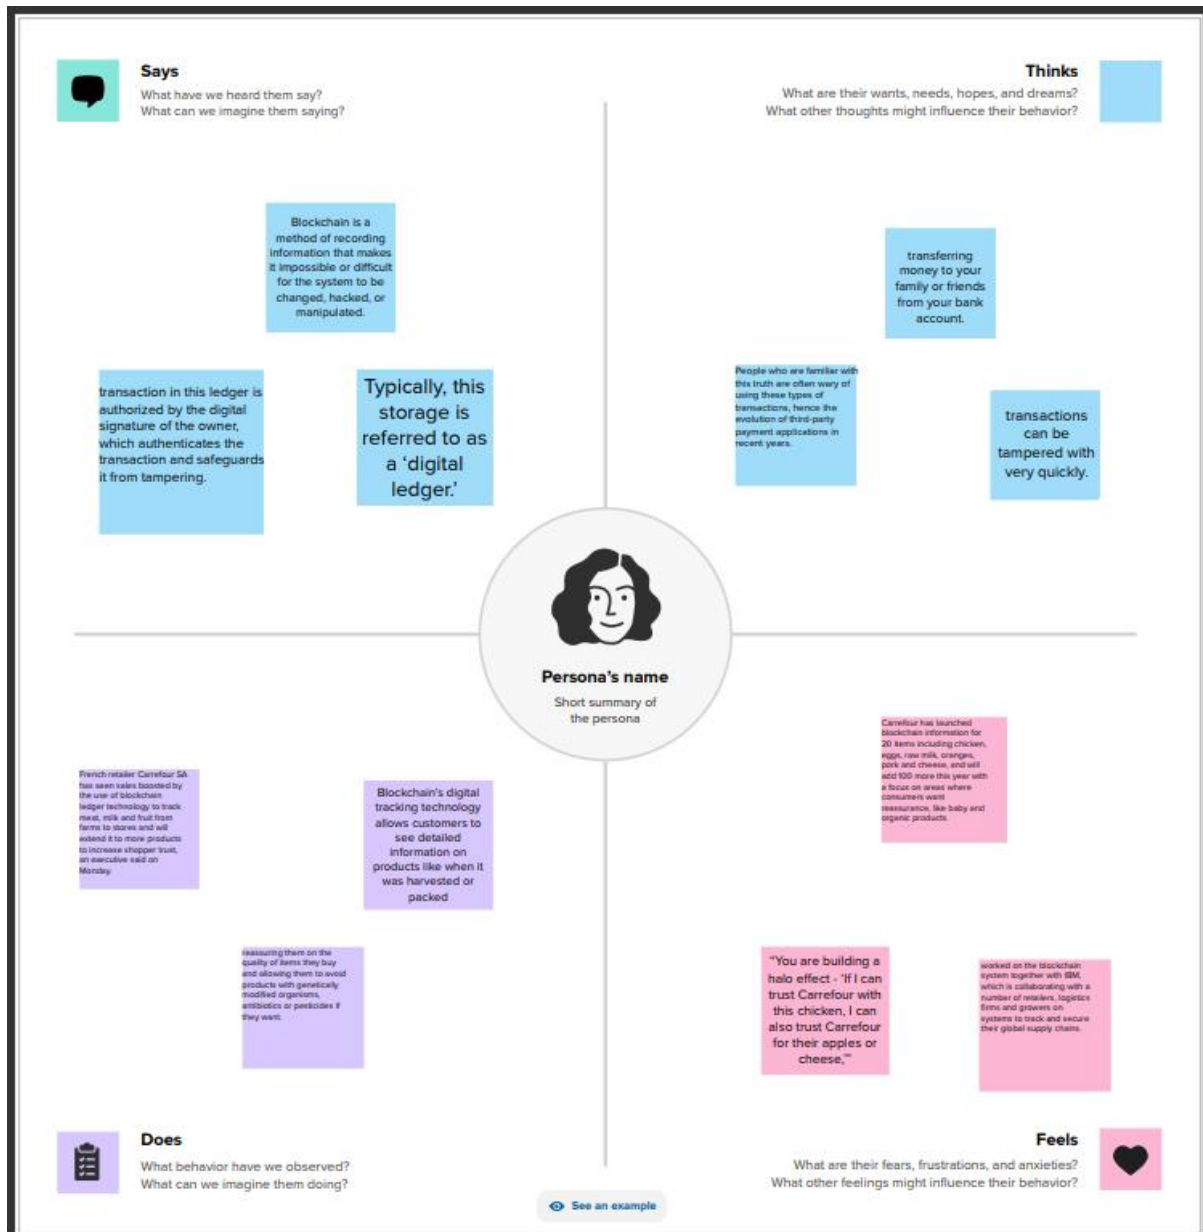 Says
What have we heard them say?
What can we imagine them saying?
Thinks
What are their wants, needs, hopes, and dreams?
What other thoughts might influence their behavior?
Blockchain is a
method of recording
information that makes
it impossible or difficult
for the system to be
changed, hacked, or
manipulated.
transaction in this ledger is
authorized by the digital
signature of the owner,
which authenticates the
transaction and safeguards
it from tampering.
Typically, this
storage is
referred to as
a ‘digital
ledger.’
transferring
money to your
family or friends
from your bank
account.
People who are familiar with
this truth are often wary of
using these types of
transactions, hence the
evolution of third-party
payment applications in
recent years.
transactions
can be
tampered with
very quickly.
Persona’s name
Short summary of
the persona
French retailer Carrefour SA
has seen sales boosted by
the use of blockchain
ledger technology to track
meat, milk and fruit from
farms to stores and will
extend it to more products
to increase shopper trust,
an executive said on
Monday.
Blockchain’s digital
tracking technology
allows customers to
see detailed
information on
products like when it
was harvested or
packed
reassuring them on the
quality of items they buy
and allowing them to avoid
products with genetically
modified organisms,
antibiotics or pesticides if
they want.
Carrefour has launched
blockchain information for
20 items including chicken,
eggs, raw milk, oranges,
pork and cheese, and will
add 100 more this year with
a focus on areas where
consumers want
reassurance, like baby and
organic products.
“You are building a
halo effect - ‘If I can
trust Carrefour with
this chicken, I can
also trust Carrefour
for their apples or
cheese,’”
worked on the blockchain
system together with IBM,
which is collaborating with a
number of retailers, logistics
firms and growers on
systems to track and secure
their global supply chains.
Does
What behavior have we observed?
What can we imagine them doing?
Feels
What are their fears, frustrations, and anxieties?
What other feelings might influence their behavior?
See an example